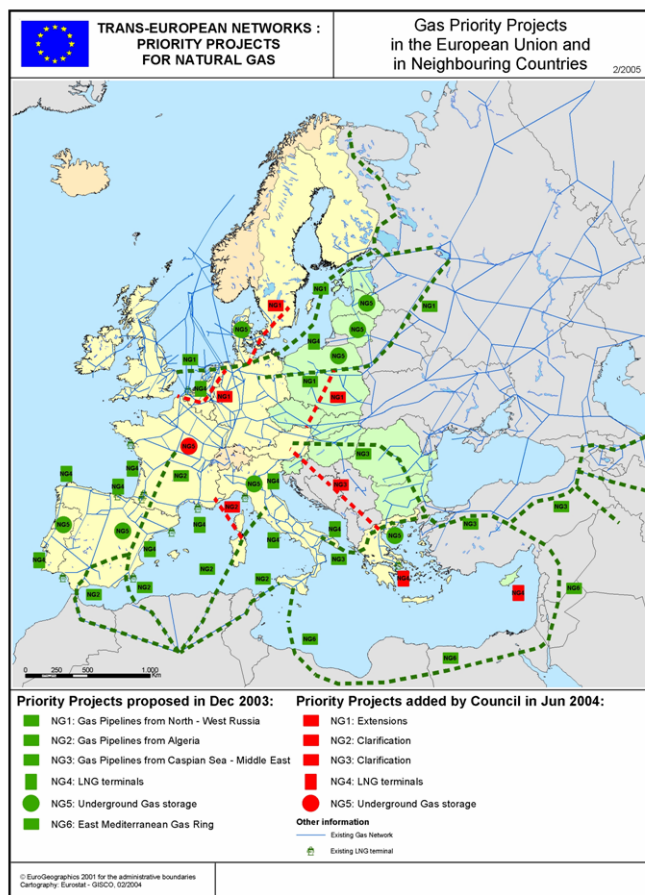 TRANS-EUROPEAN NETWORKS :
PRIORITY PROJECTS
FOR NATURAL GAS
Gas Priority Projects
in the European Union and
in Neighbouring Countries
2/2005
NG1
NG1
NG5
NG1
NG5
NG5
NG4
NG5
NG1
NG1
NG4
NG1
NG1
NG5
NG3
NG4
NG4
NG2
NG4
NG4
NG5
NG4
NG3
NG2
NG3
NG5
NG5
NG4
NG4
NG3
NG5
NG4
NG4
NG4
NG3
NG2
NG2
NG2
NG2
NG4
NG4
NG6
NG6
NG6
0 250 500 1.000
Km
Priority Projects proposed in Dec 2003:
NG1: Gas Pipelines from North - West Russia
NG2: Gas Pipelines from Algeria
NG3: Gas Pipelines from Caspian Sea - Middle East
NG4: LNG terminals
NG5: Underground Gas storage
NG6: East Mediterranean Gas Ring
Priority Projects added by Council in Jun 2004:
NG1: Extensions
NG2: Clarification
NG3: Clarification
NG4: LNG terminals
NG5: Underground Gas storage
Other information
Existing Gas Network
Existing LNG terminal
© EuroGeographics 2001 for the administrative boundaries
Cartography: Eurostat - GISCO, 02/2004